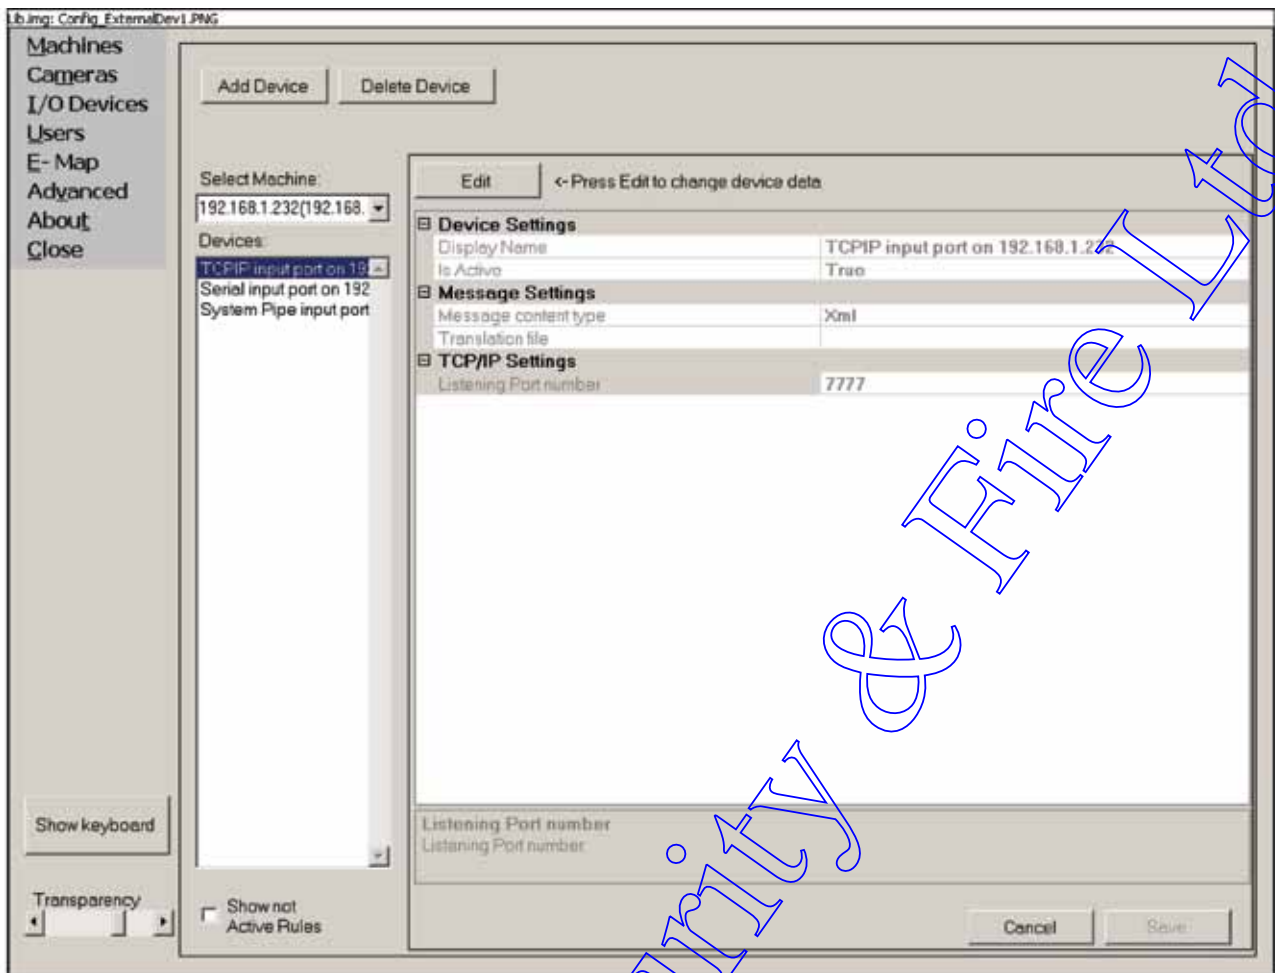 Lib.img: Config_ExternalDev1.PNG
Machines
Cameras
I/O Devices
Users
E- Map
Advanced
About
Close
Add Device
Delete Device
Select Machine:
192.168.1.232(192.168.
Devices:
TCPIP input port on 19
Serial input port on 192
System Pipe input port
Edit
<- Press Edit to change device data
Device Settings
Display Name TCPIP input port on 192.168.1.232
Is Active True
Message Settings
Message content type Xml
Translation file
TCP/IP Settings
Listening Port number 7777
Listening Port number
Listening Port number
Show keyboard
Transparency
Show not
Active Rules
Cancel
Save
urity & Fire Ltd